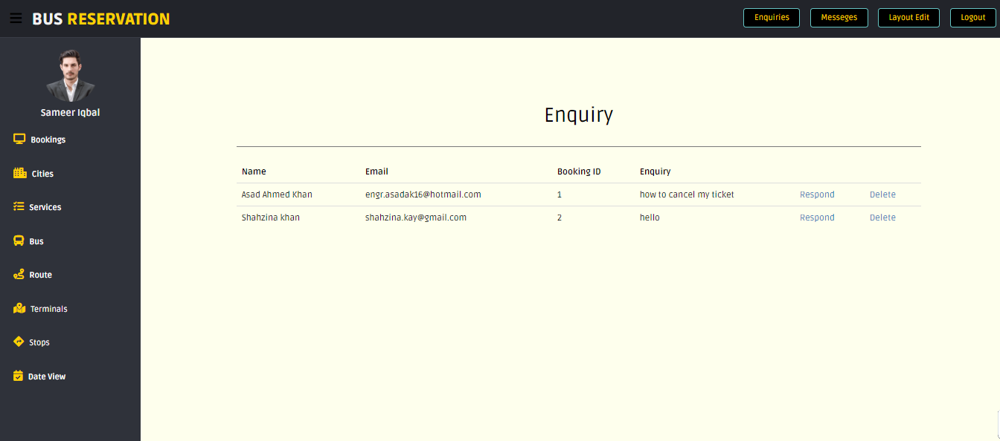 BUS RESERVATION
Enquiries Messeges Layout Edit Logout
Sameer Iqbal
Bookings
Cities
Services
Bus
Route
Terminals
Stops
Date View
Enquiry
Name Email Booking ID Enquiry
Asad Ahmed Khan engr.asadak16@hotmail.com 1 how to cancel my ticket Respond Delete
Shahzina khan shahzina.kay@gmail.com 2 hello Respond Delete